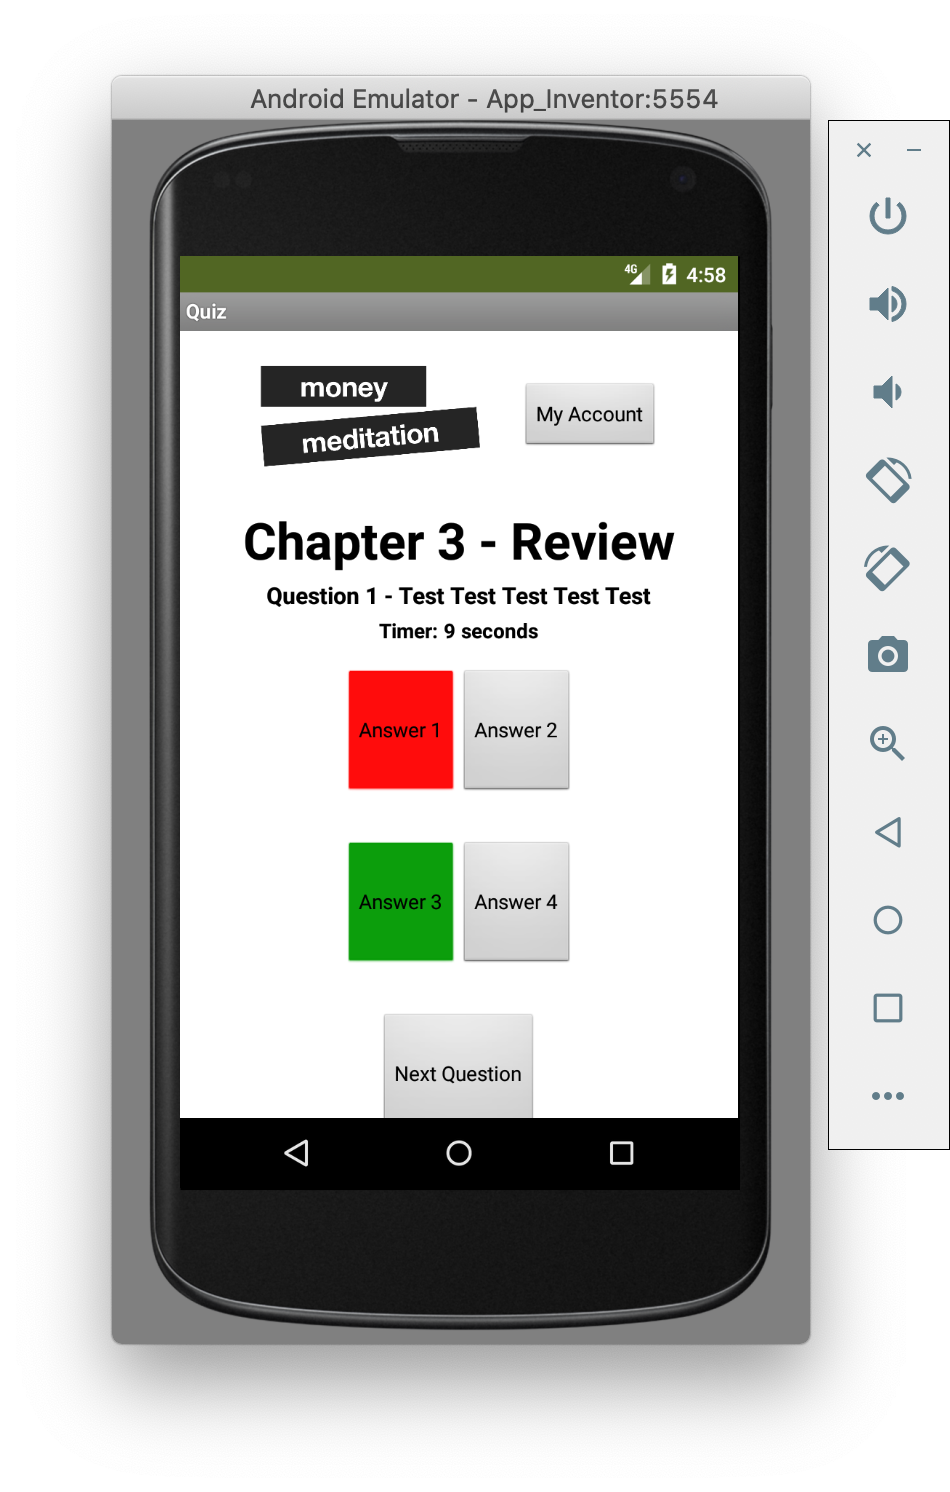 Android Emulator - App_Inventor:5554
4G 4:58
Quiz
money
meditation
My Account
Chapter 3 - Review
Question 1 - Test Test Test Test Test
Timer: 9 seconds
Answer 1 Answer 2
Answer 3 Answer 4
Next Question